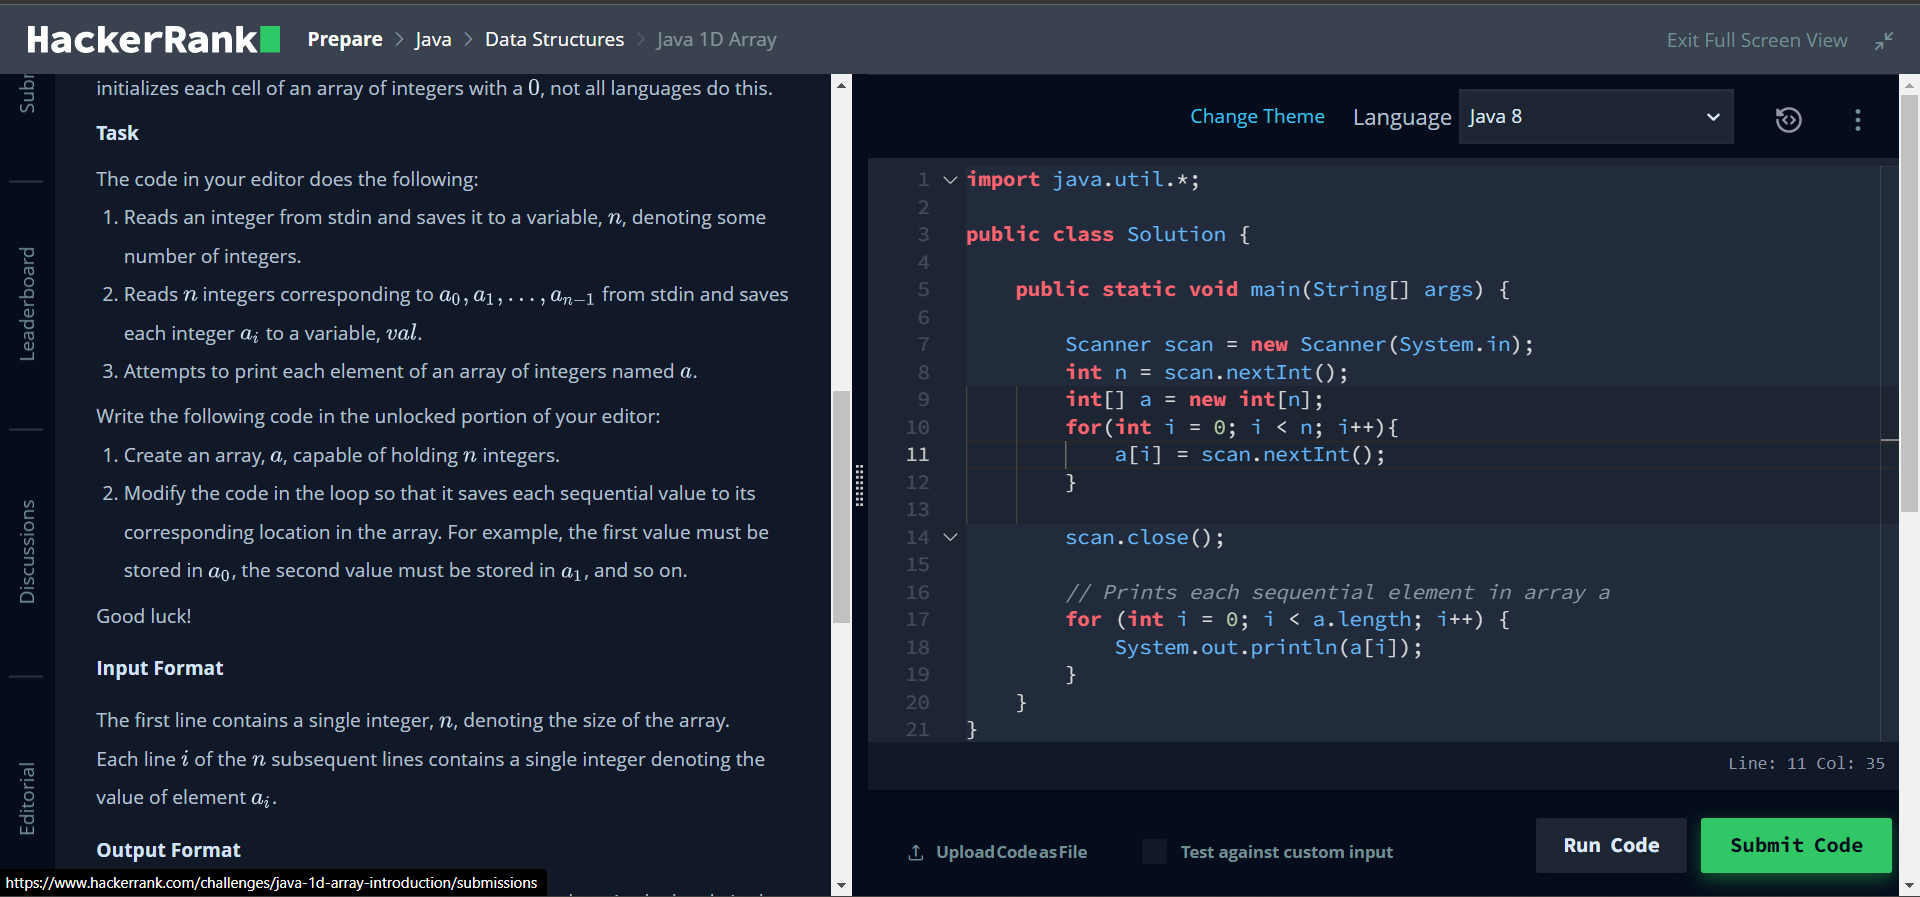 HackerRank Prepare > Java > Data Structures > Java 1D Array Exit Full Screen View
Subr
Leaderboard
Discussions
Editorial
initializes each cell of an array of integers with a 0, not all languages do this.
Task
The code in your editor does the following:
1. Reads an integer from stdin and saves it to a variable, n, denoting some
number of integers.
2. Reads n integers corresponding to a₀, a₁, . . . , aₙ₋₁ from stdin and saves
each integer aᵢ to a variable, val.
3. Attempts to print each element of an array of integers named a.
Write the following code in the unlocked portion of your editor:
1. Create an array, a, capable of holding n integers.
2. Modify the code in the loop so that it saves each sequential value to its
corresponding location in the array. For example, the first value must be
stored in a₀, the second value must be stored in a₁, and so on.
Good luck!
Input Format
The first line contains a single integer, n, denoting the size of the array.
Each line i of the n subsequent lines contains a single integer denoting the
value of element aᵢ.
Output Format
https://www.hackerrank.com/challenges/java-1d-array-introduction/submissions
Change Theme Language Java 8
1 import java.util.*;
2
3 public class Solution {
4
5 public static void main(String[] args) {
6
7 Scanner scan = new Scanner(System.in);
8 int n = scan.nextInt();
9 int[] a = new int[n];
10 for(int i = 0; i < n; i++){
11 a[i] = scan.nextInt();
12 }
13
14 scan.close();
15
16 // Prints each sequential element in array a
17 for (int i = 0; i < a.length; i++) {
18 System.out.println(a[i]);
19 }
20 }
21 }
Line: 11 Col: 35
Upload Code as File Test against custom input Run Code Submit Code